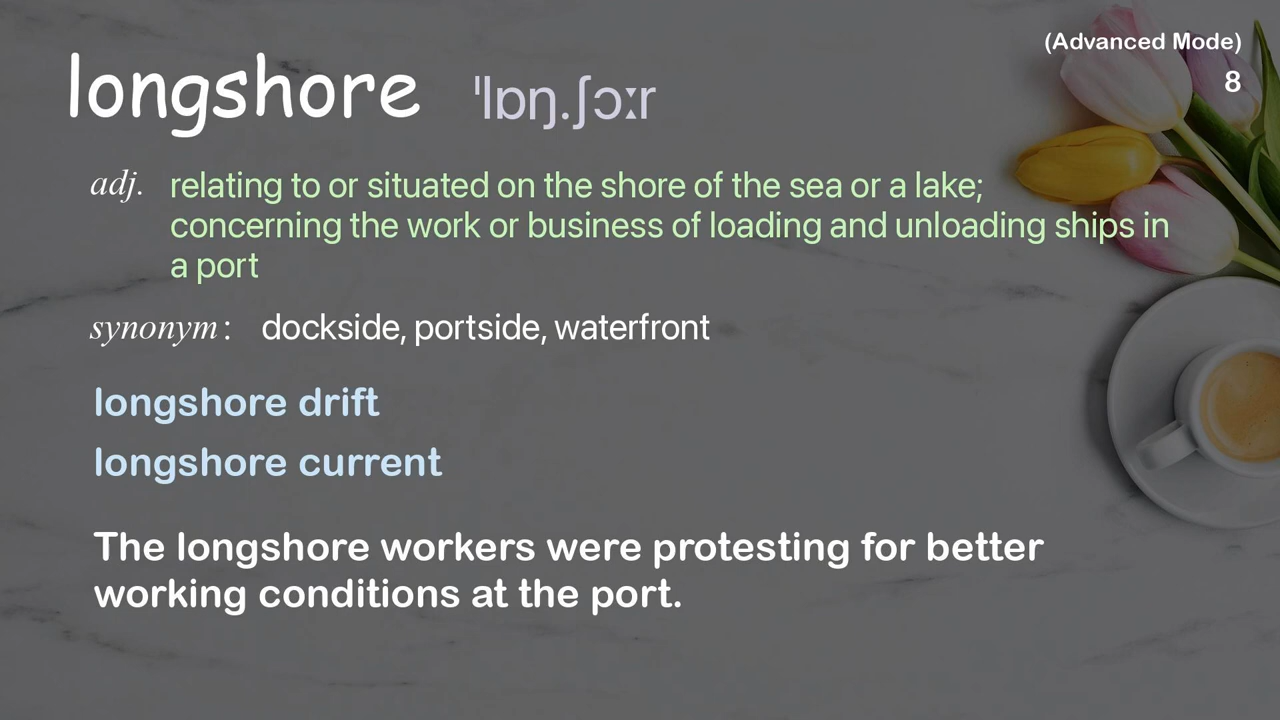 (Advanced Mode)
8
longshore ˈlɒŋ.ʃɔːr
adj. relating to or situated on the shore of the sea or a lake;
concerning the work or business of loading and unloading ships in
a port
synonym: dockside, portside, waterfront
longshore drift
longshore current
The longshore workers were protesting for better
working conditions at the port.